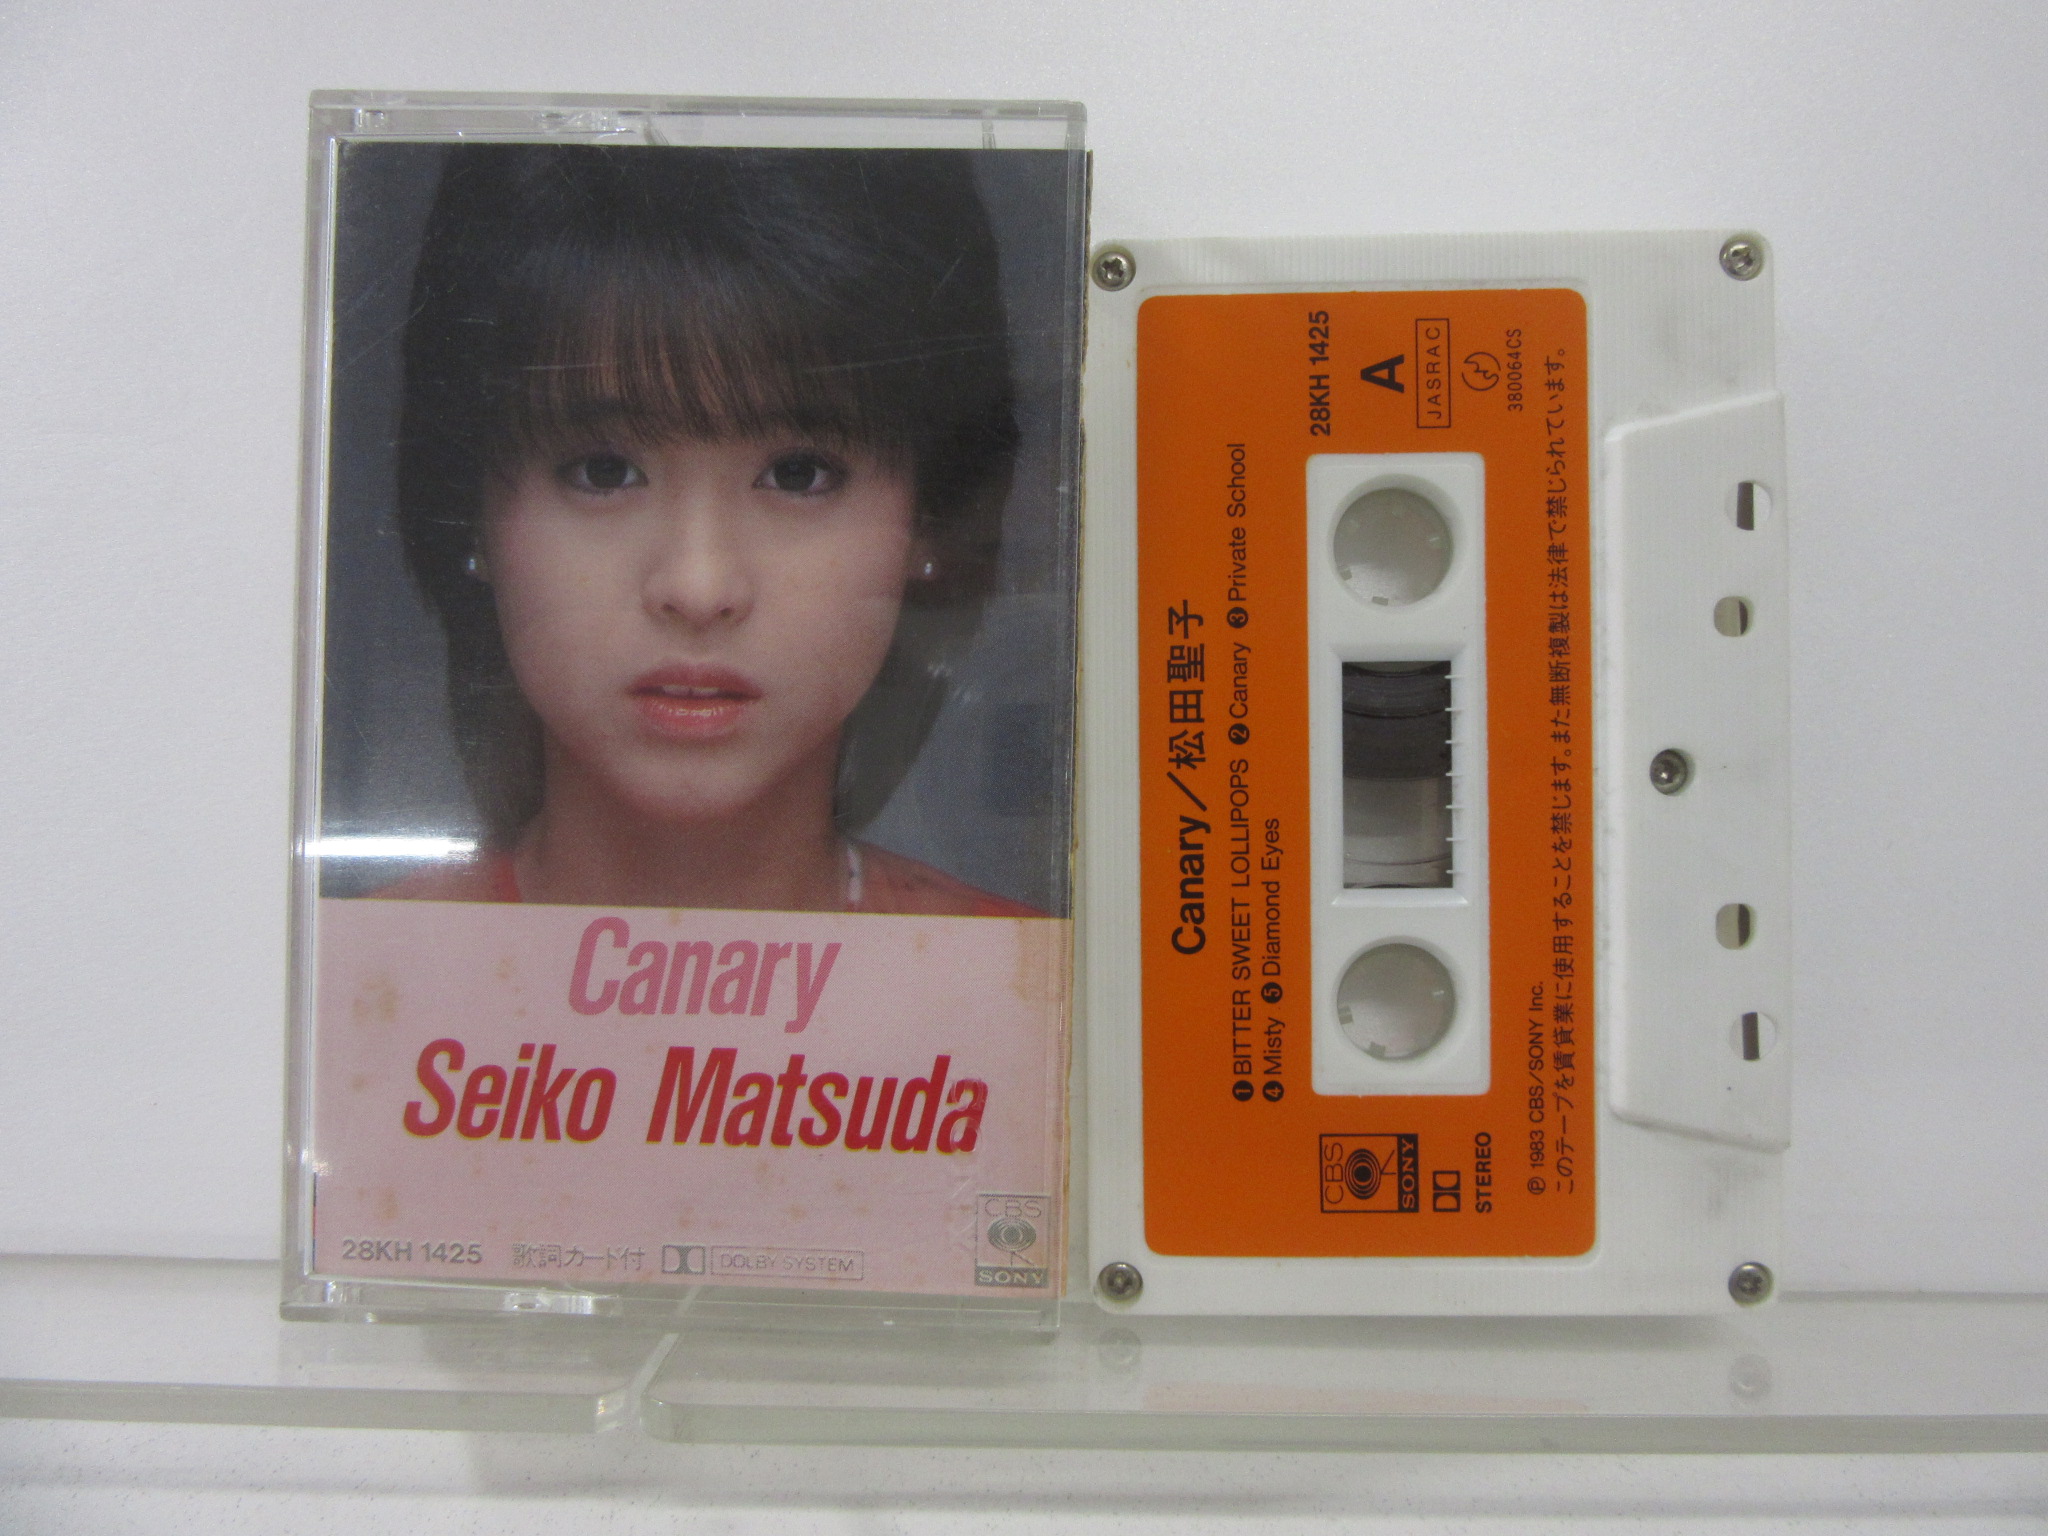 Canary
Seiko Matsuda
28KH 1425 歌詞カード付 DOLBY SYSTEM
CBS
SONY
Canary／松田聖子
❶BITTER SWEET LOLLIPOPS ❷Canary ❸Private School
❹Misty ❺Diamond Eyes
28KH 1425
A
JASRAC
380064CS
CBS
SONY
STEREO
Ⓟ 1983 CBS/SONY Inc.
このテープを賃貸業に使用することを禁じます。また無断複製は法律で禁じられています。